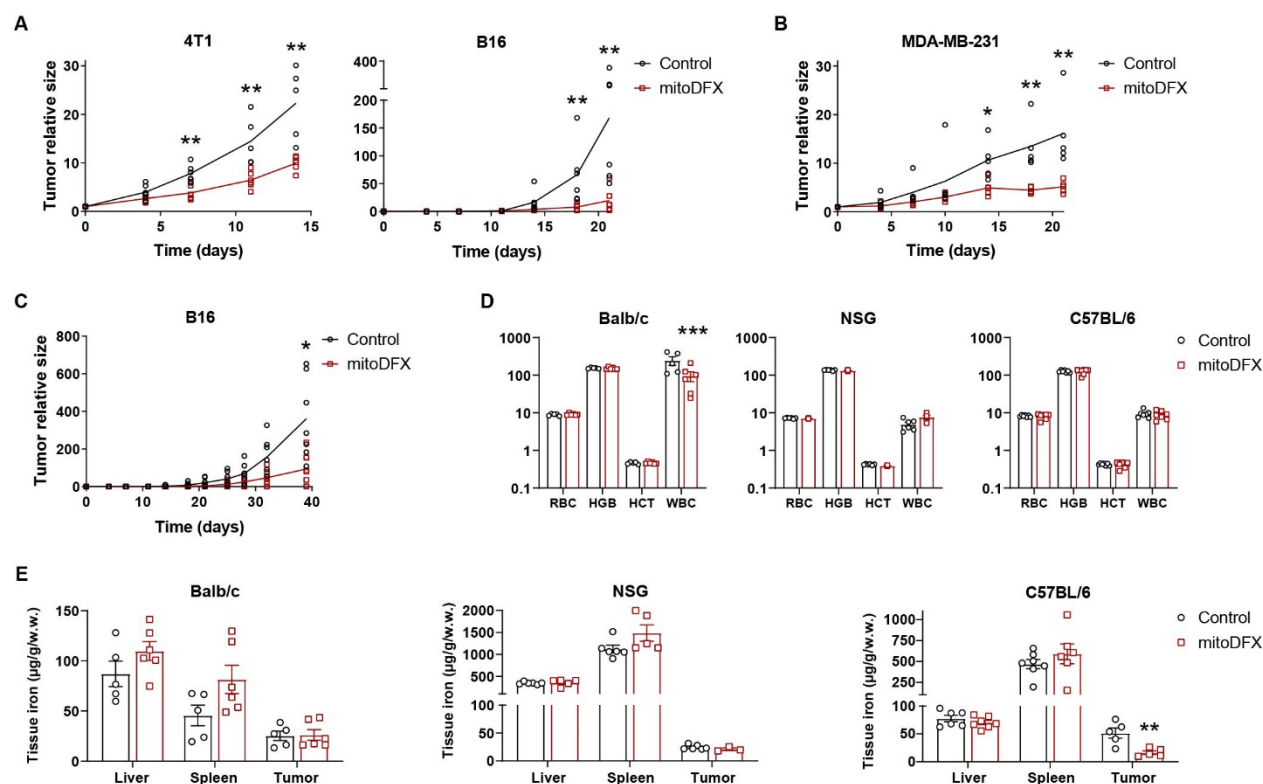 A
4T1
Tumor relative size
30
20
10
0
**
**
**
0 5 10 15
Time (days)
B16
400
200
200
150
100
50
0
**
**
0 5 10 15 20
Time (days)
Control
mitoDFX
B
MDA-MB-231
Tumor relative size
30
20
10
0
*
**
**
0 5 10 15 20
Time (days)
C
B16
Tumor relative size
800
600
400
200
0
*
0 10 20 30 40
Time (days)
Control
mitoDFX
D
Balb/c
1000
100
10
1
0.1
***
RBC HGB HCT WBC
NSG
1000
100
10
1
0.1
RBC HGB HCT WBC
C57BL/6
1000
100
10
1
0.1
RBC HGB HCT WBC
Control
mitoDFX
E
Balb/c
Tissue iron (µg/g/w.w.)
150
100
50
0
Liver Spleen Tumor
NSG
Tissue iron (µg/g/w.w.)
2000
1500
1000
500
100
50
0
Liver Spleen Tumor
C57BL/6
Tissue iron (µg/g/w.w.)
1000
750
500
250
100
50
0
**
Liver Spleen Tumor
Control
mitoDFX